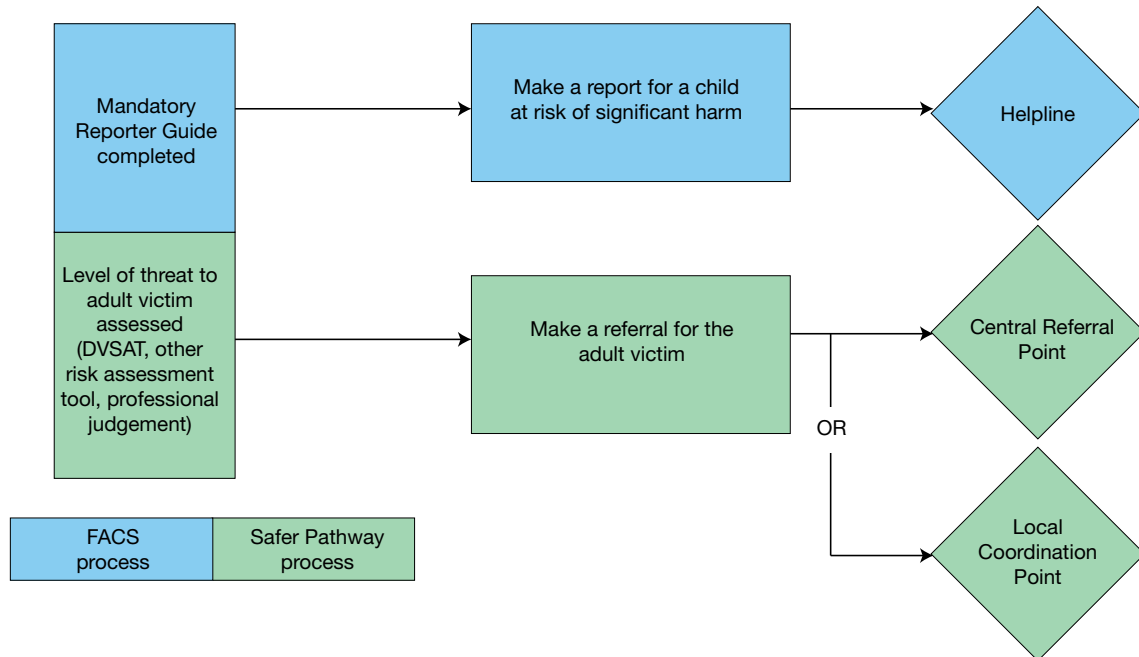 Mandatory
Reporter Guide
completed
Make a report for a child
at risk of significant harm
Helpline
Level of threat to
adult victim
assessed
(DVSAT, other
risk assessment
tool, professional
judgement)
Make a referral for the
adult victim
Central Referral
Point
OR
Local
Coordination
Point
FACS
process
Safer Pathway
process